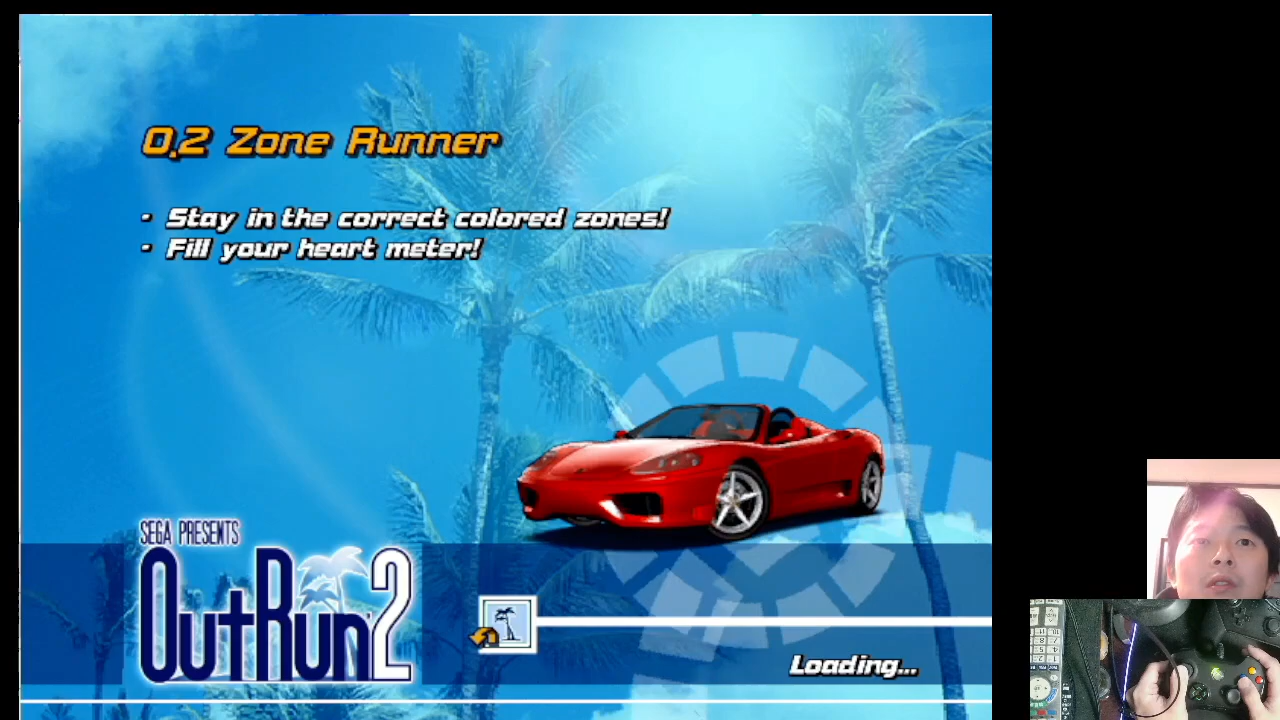 0.2 Zone Runner
· Stay in the correct colored zones!
· Fill your heart meter!
SEGA PRESENTS
OutRun2
Loading...